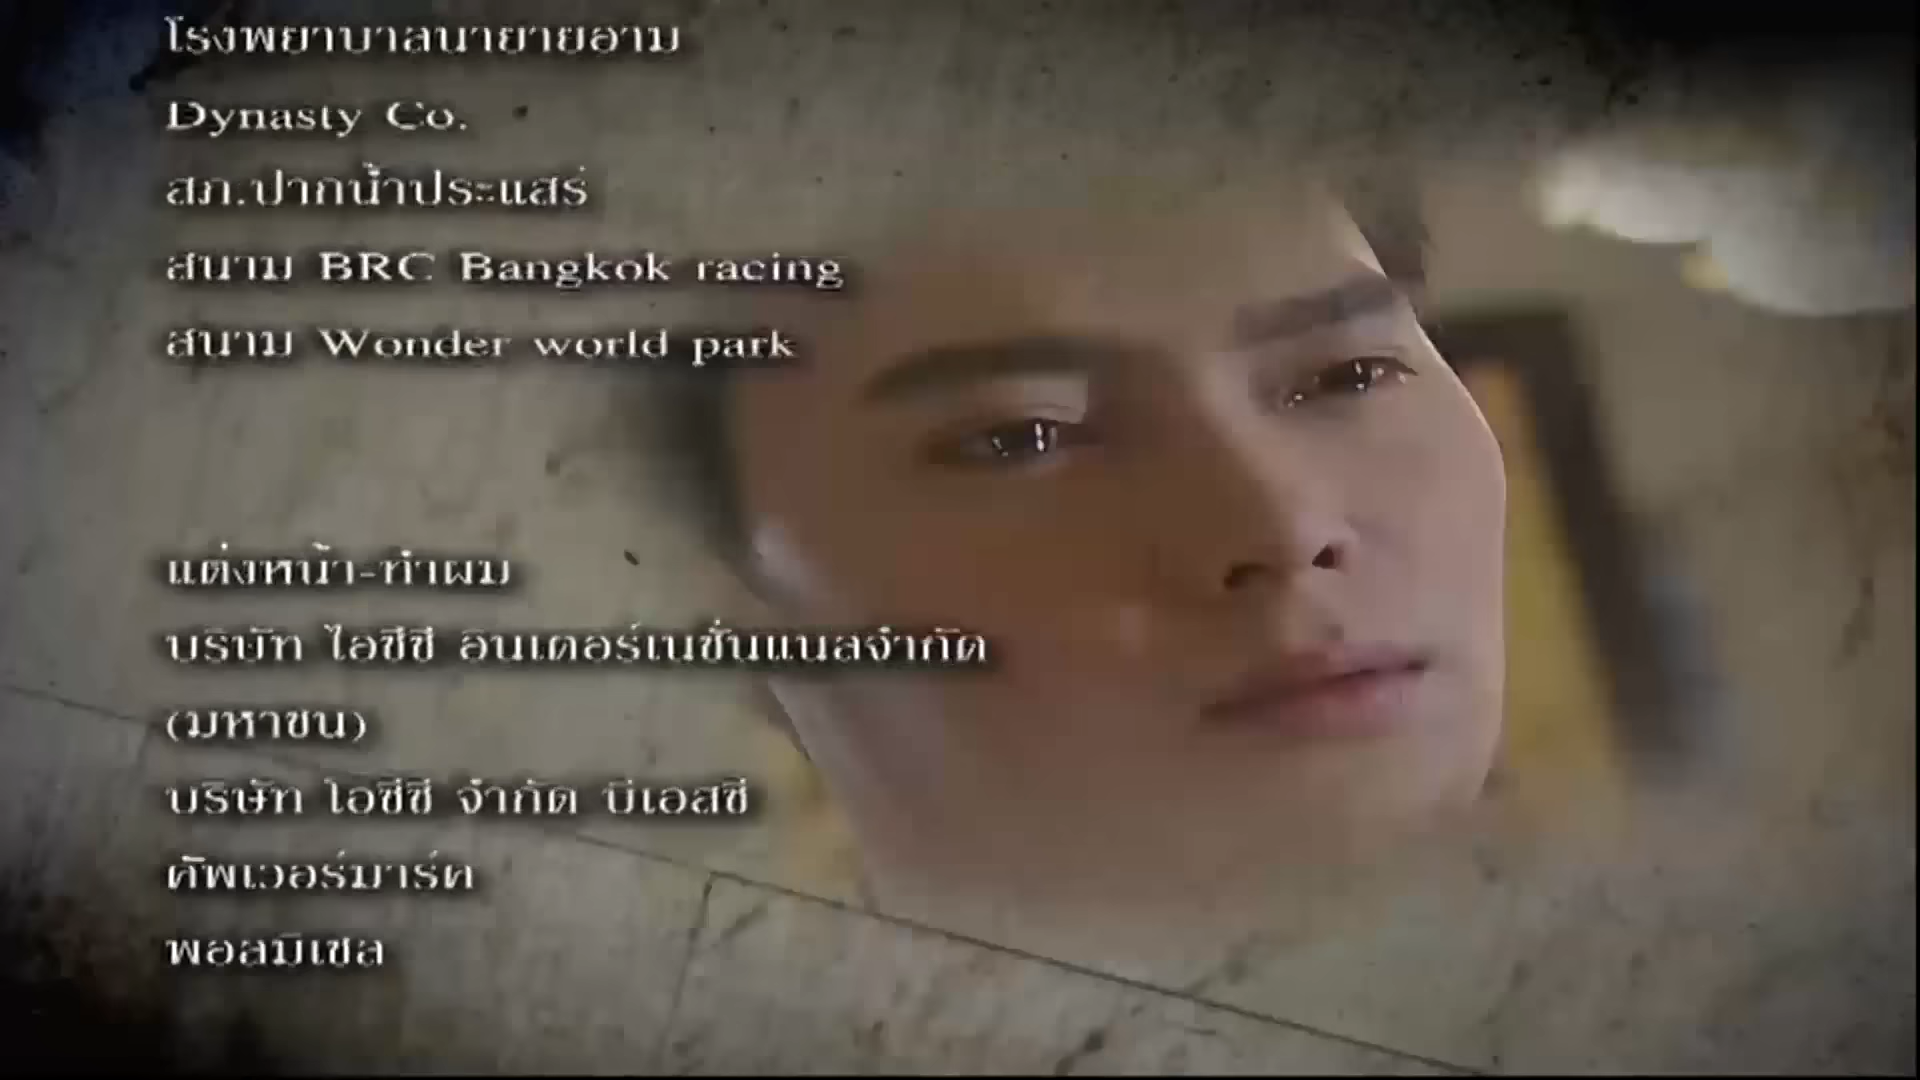 โรงพยาบาลนายายอาม
Dynasty Co.
สภ.ปากน้ำประแสร์
สนาม BRC Bangkok racing
สนาม Wonder world park
แต่งหน้า-ทำผม
บริษัท ไอซีซี อินเตอร์เนชั่นแนลจำกัด
(มหาชน)
บริษัท โอซีซี จำกัด บีเอสซี
คัฟเวอร์มาร์ค
พอลมิเชล